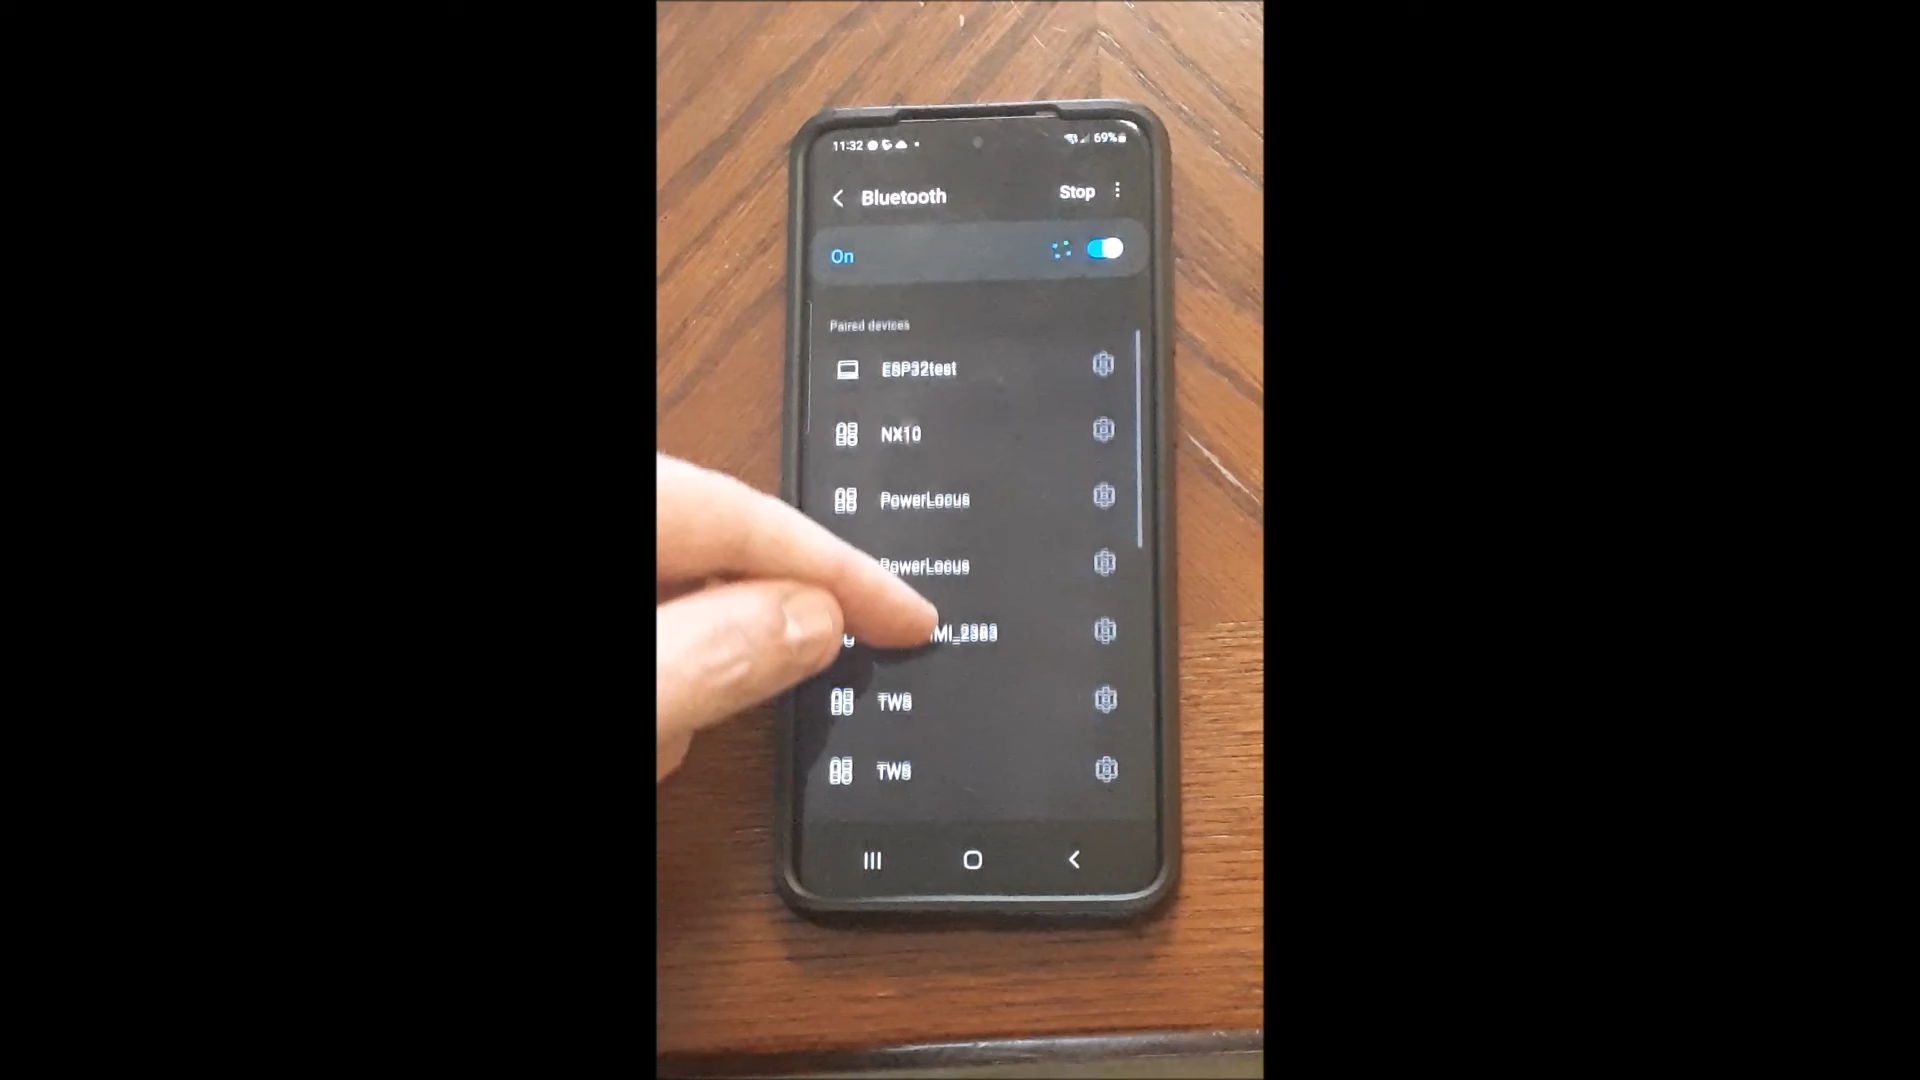 11:32
69%
Bluetooth
Stop
On
Paired devices
ESP32test
NX10
PowerLocus
PowerLocus
TWS
TWS